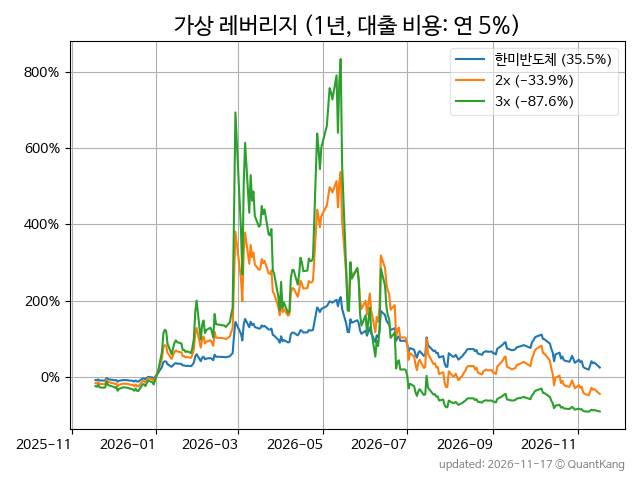 가상 레버리지 (1년, 대출 비용: 연 5%)
한미반도체 (35.5%)
2x (-33.9%)
3x (-87.6%)
800%
600%
400%
200%
0%
2025-11 2026-01 2026-03 2026-05 2026-07 2026-09 2026-11
updated: 2026-11-17 © QuantKang